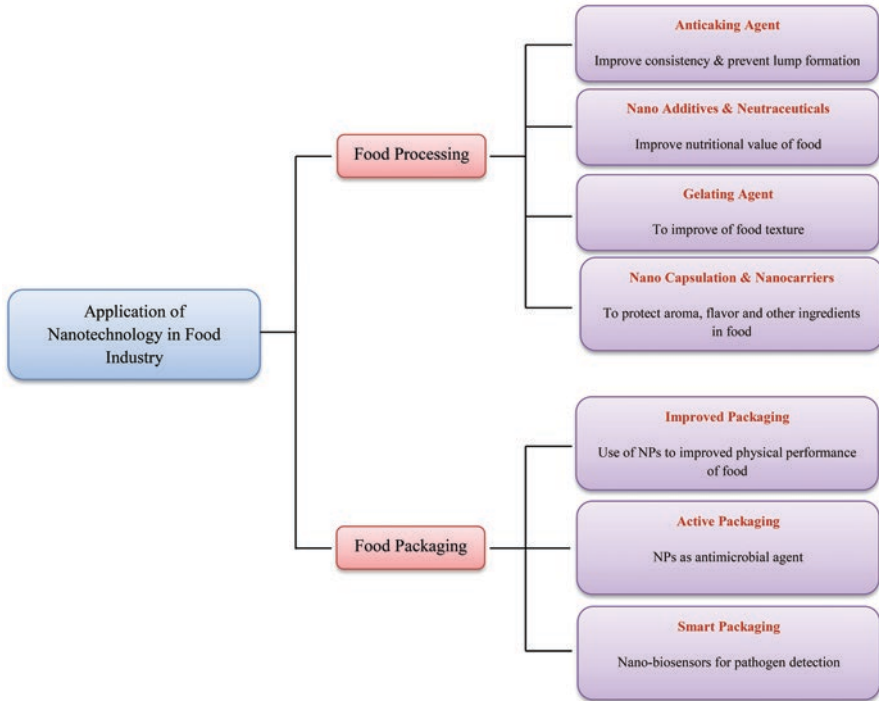 Application of
Nanotechnology in Food
Industry
Food Processing
Anticaking Agent
Improve consistency & prevent lump formation
Nano Additives & Neutraceuticals
Improve nutritional value of food
Gelating Agent
To improve of food texture
Nano Capsulation & Nanocarriers
To protect aroma, flavor and other ingredients
in food
Food Packaging
Improved Packaging
Use of NPs to improved physical performance
of food
Active Packaging
NPs as antimicrobial agent
Smart Packaging
Nano-biosensors for pathogen detection